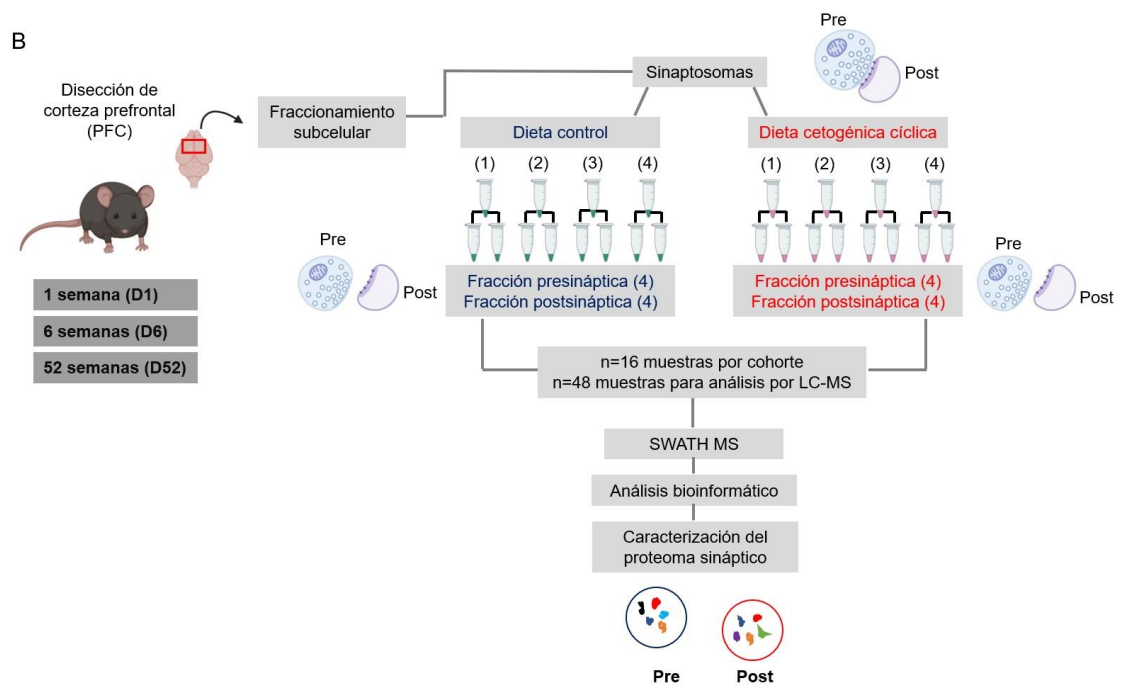 B
Disección de
corteza prefrontal
(PFC)
Fraccionamiento
subcelular
Sinaptosomas
Pre
Post
Dieta control
Dieta cetogénica cíclica
(1) (2) (3) (4)
(1) (2) (3) (4)
Pre
Post
Fracción presináptica (4)
Fracción postsináptica (4)
Fracción presináptica (4)
Fracción postsináptica (4)
Pre
Post
1 semana (D1)
6 semanas (D6)
52 semanas (D52)
n=16 muestras por cohorte
n=48 muestras para análisis por LC-MS
SWATH MS
Análisis bioinformático
Caracterización del
proteoma sináptico
Pre
Post